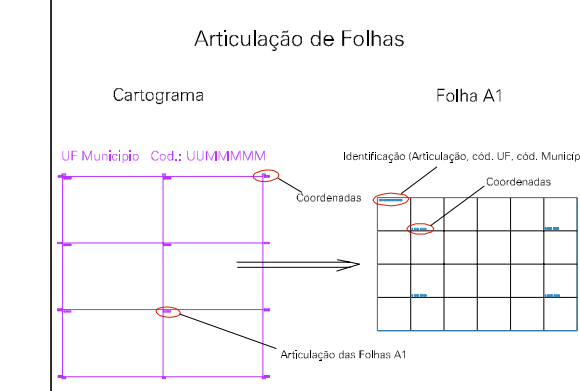 Articulação de Folhas
Cartograma
Folha A1
UF Municipio Cod.: UUMMMMM
Identificação (Articulação, cód. UF, cód. Municíp
Coordenadas
Coordenadas
Articulação das Folhas A1